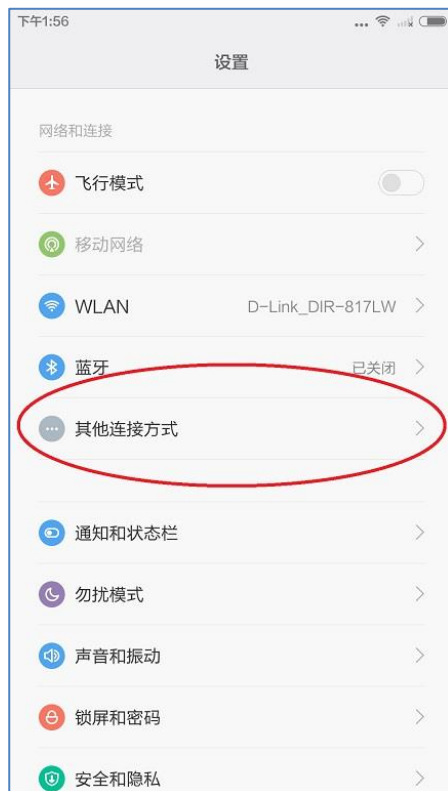 下午1:56
设置
网络和连接
飞行模式
移动网络
WLAN D-Link_DIR-817LW
蓝牙 已关闭
其他连接方式
通知和状态栏
勿扰模式
声音和振动
锁屏和密码
安全和隐私